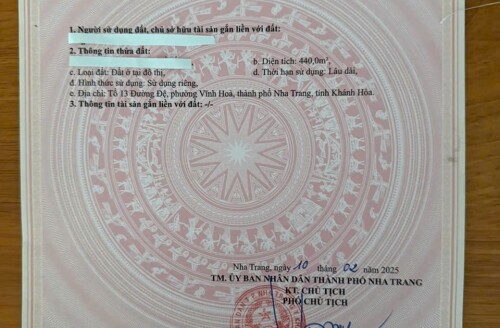 1. Người sử dụng đất, chủ sở hữu tài sản gắn liền với đất:
2. Thông tin thửa đất:
b. Diện tích: 440,0m²,
c. Loại đất: Đất ở tại đô thị, d. Thời hạn sử dụng: Lâu dài,
đ. Hình thức sử dụng: Sử dụng riêng,
e. Địa chỉ: Tổ 13 Đường Đệ, phường Vĩnh Hoà, thành phố Nha Trang, tỉnh Khánh Hòa.
3. Thông tin tài sản gắn liền với đất: -/-
Nha Trang, ngày 10 tháng 02 năm 2025
TM. ỦY BAN NHÂN DÂN THÀNH PHỐ NHA TRANG
KT. CHỦ TỊCH
PHÓ CHỦ TỊCH